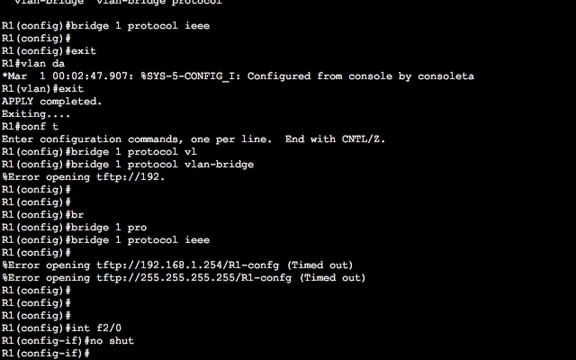 vlan-bridge  vlan-bridge protocol
R1(config)#bridge 1 protocol ieee
R1(config)#
R1(config)#exit
R1#vlan da
*Mar  1 00:02:47.907: %SYS-5-CONFIG_I: Configured from console by consoleta
R1(vlan)#exit
APPLY completed.
Exiting....
R1#conf t
Enter configuration commands, one per line.  End with CNTL/Z.
R1(config)#bridge 1 protocol vl
R1(config)#bridge 1 protocol vlan-bridge
%Error opening tftp://192.
R1(config)#
R1(config)#
R1(config)#br
R1(config)#bridge 1 pro
R1(config)#bridge 1 protocol ieee
R1(config)#
%Error opening tftp://192.168.1.254/R1-confg (Timed out)
%Error opening tftp://255.255.255.255/R1-confg (Timed out)
R1(config)#
R1(config)#
R1(config)#
R1(config)#int f2/0
R1(config-if)#no shut
R1(config-if)#